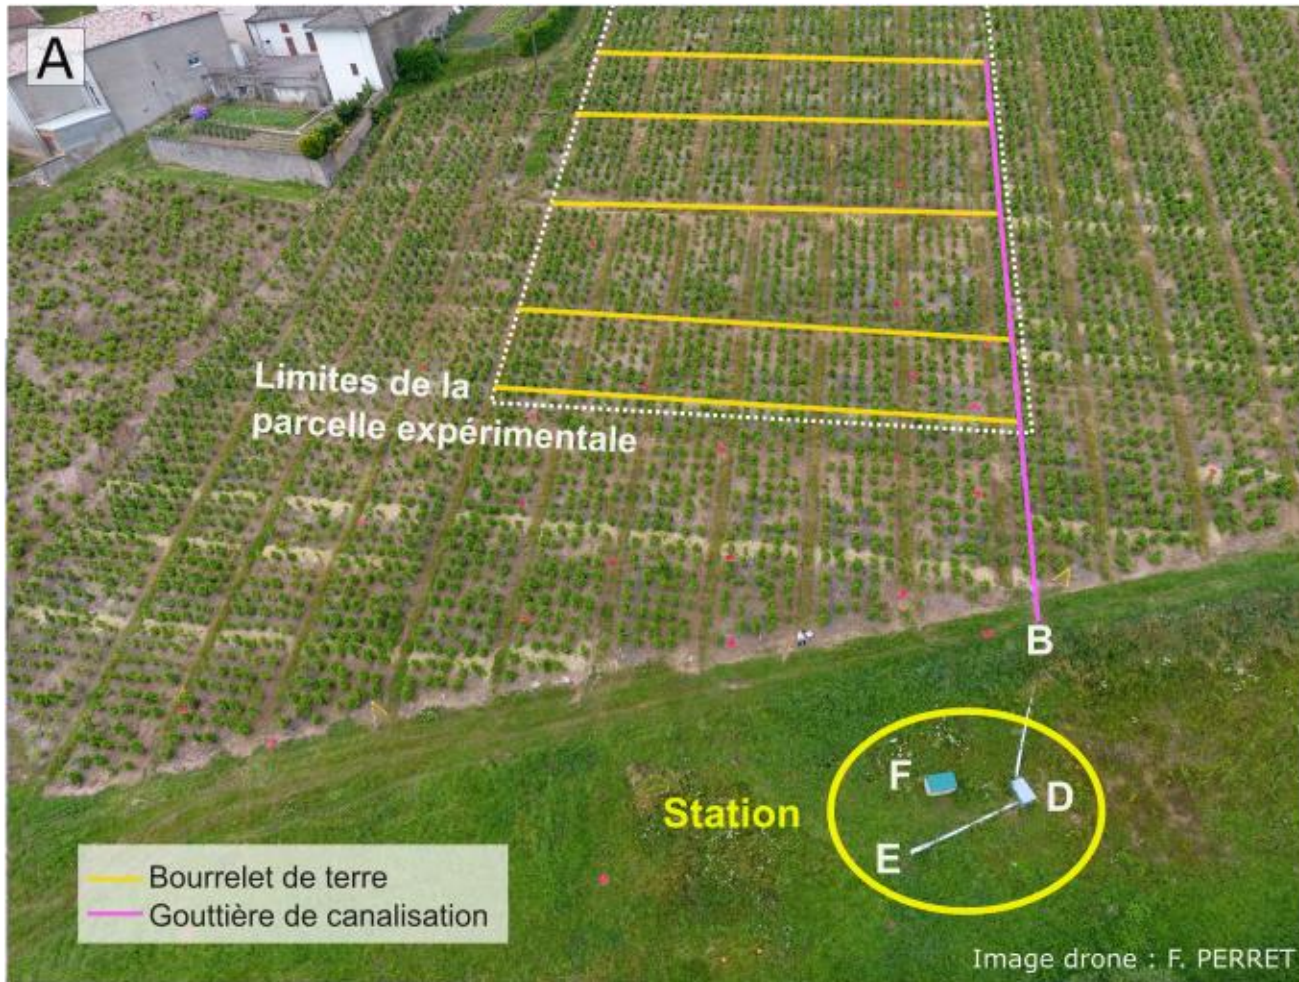 A
Limites de la
parcelle expérimentale
B
F
D
Station
E
Bourrelet de terre
Gouttière de canalisation
Image drone : F. PERRET